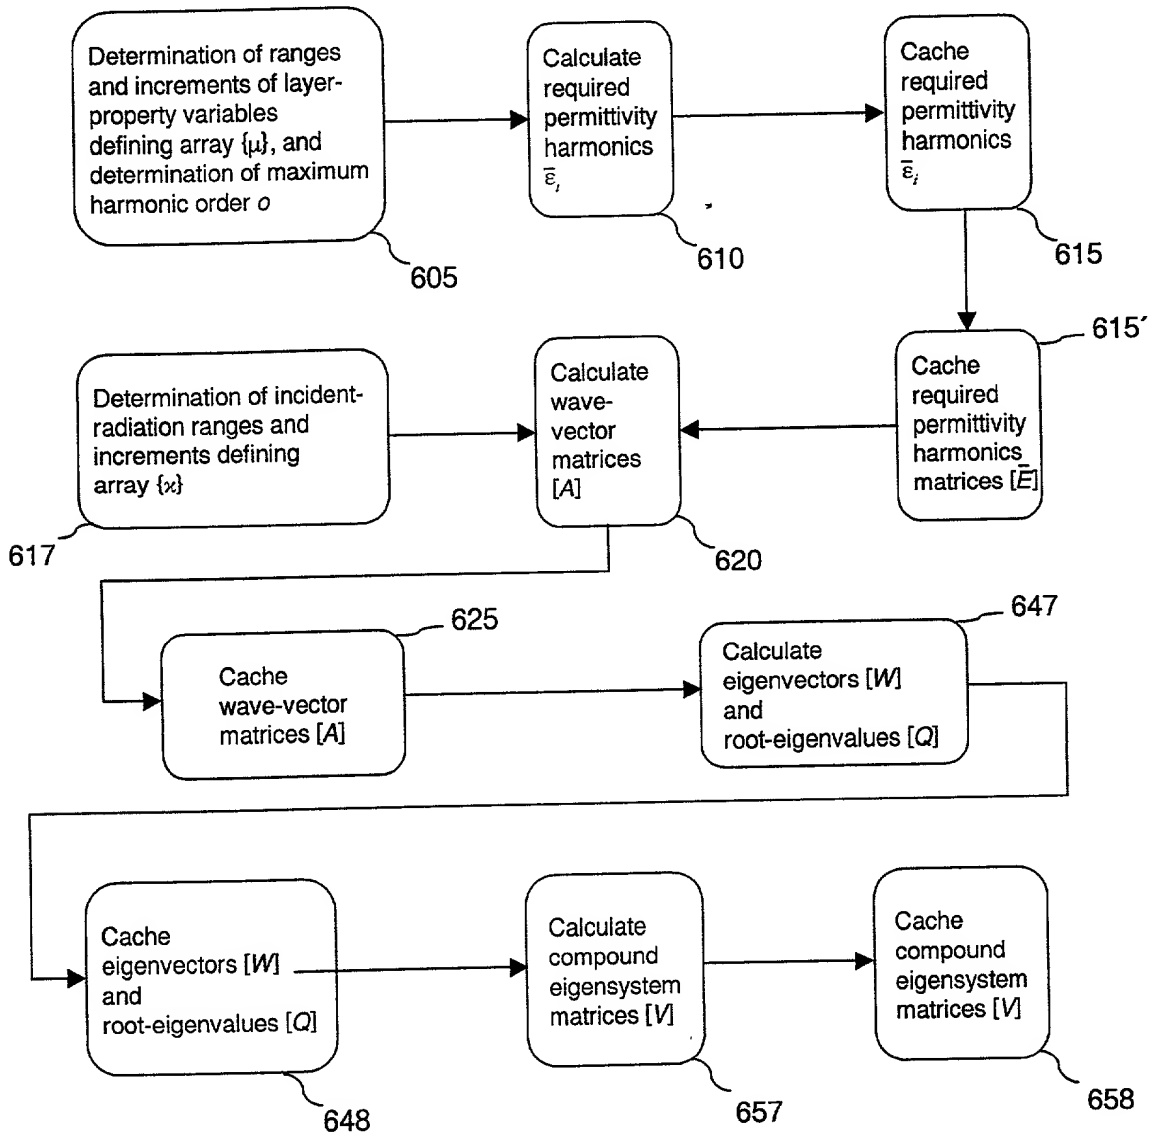 Determination of ranges
and increments of layer-
property variables
defining array {μ}, and
determination of maximum
harmonic order o
605
Calculate
required
permittivity
harmonics
ε̅ᵢ
610
Cache
required
permittivity
harmonics
ε̅ᵢ
615
Determination of incident-
radiation ranges and
increments defining
array {ϰ}
617
Calculate
wave-
vector
matrices
[A]
620
Cache
required
permittivity
harmonics
matrices [E̅]
615´
Cache
wave-vector
matrices [A]
625
Calculate
eigenvectors [W]
and
root-eigenvalues [Q]
647
Cache
eigenvectors [W]
and
root-eigenvalues [Q]
648
Calculate
compound
eigensystem
matrices [V]
657
Cache
compound
eigensystem
matrices [V]
658